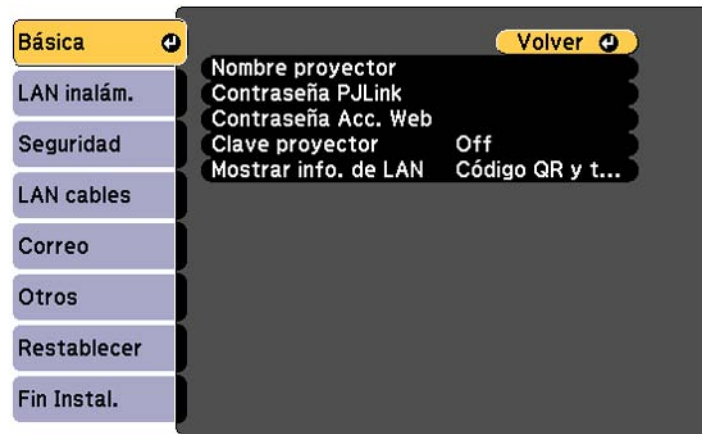 Básica
LAN inalám.
Seguridad
LAN cables
Correo
Otros
Restablecer
Fin Instal.
Volver
Nombre proyector
Contraseña PJLink
Contraseña Acc. Web
Clave proyector Off
Mostrar info. de LAN Código QR y t...